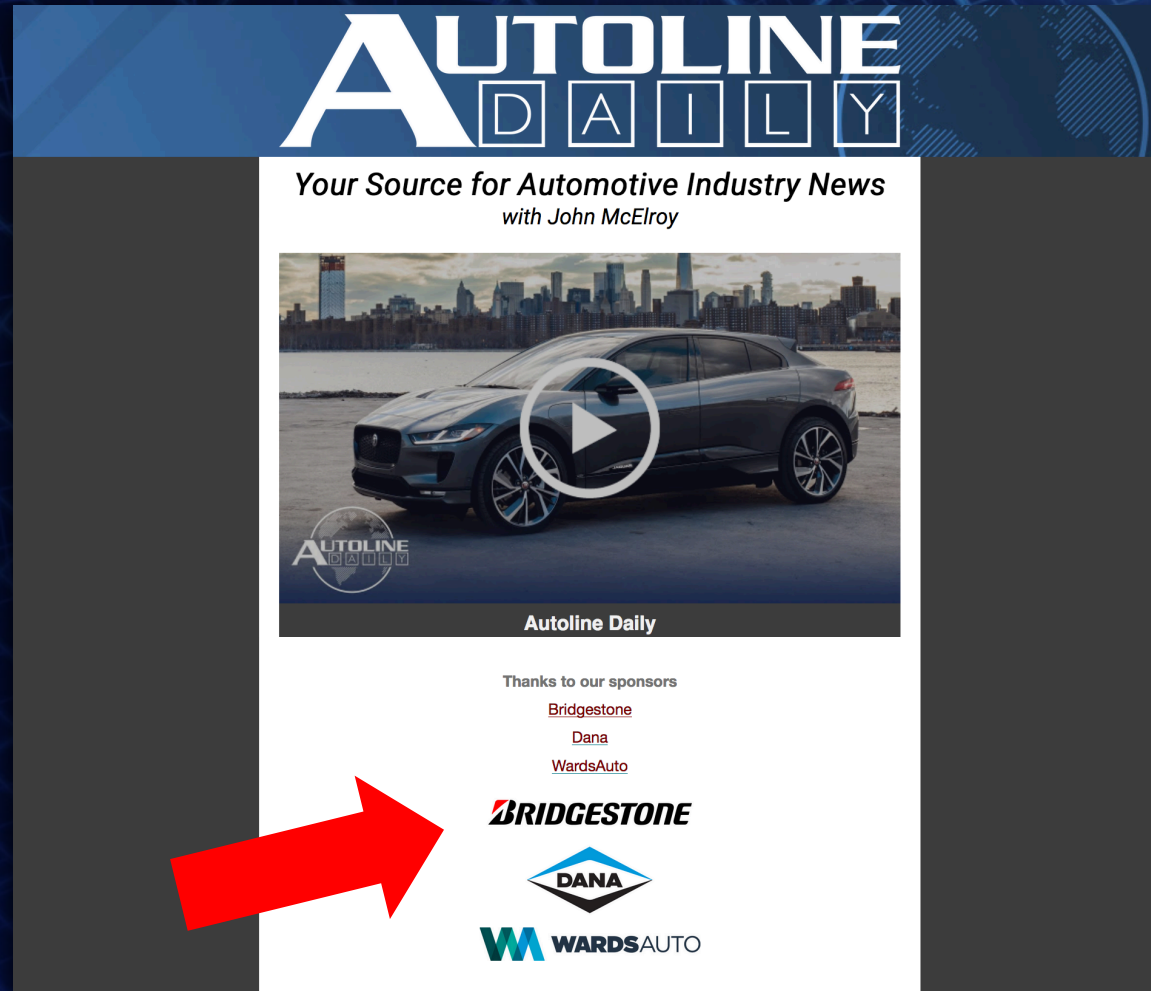 AUTOLINE
DAILY
Your Source for Automotive Industry News
with John McElroy
AUTOLINE
DAILY
Autoline Daily
Thanks to our sponsors
Bridgestone
Dana
WardsAuto
BRIDGESTONE
DANA
WARDSAUTO